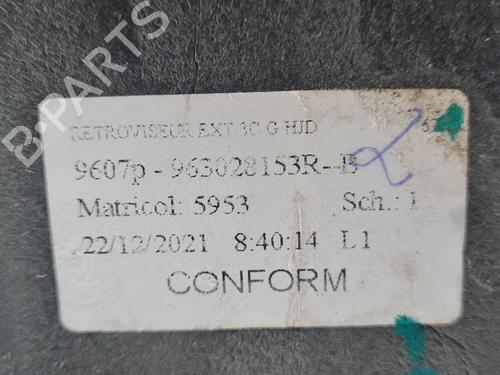 B-PARTS
RETROVISEUR EXT 3C G HJD
9607p - 963028153R--B
Matricol: 5953 Sch.: 1
22/12/2021 8:40:14 L1
CONFORM